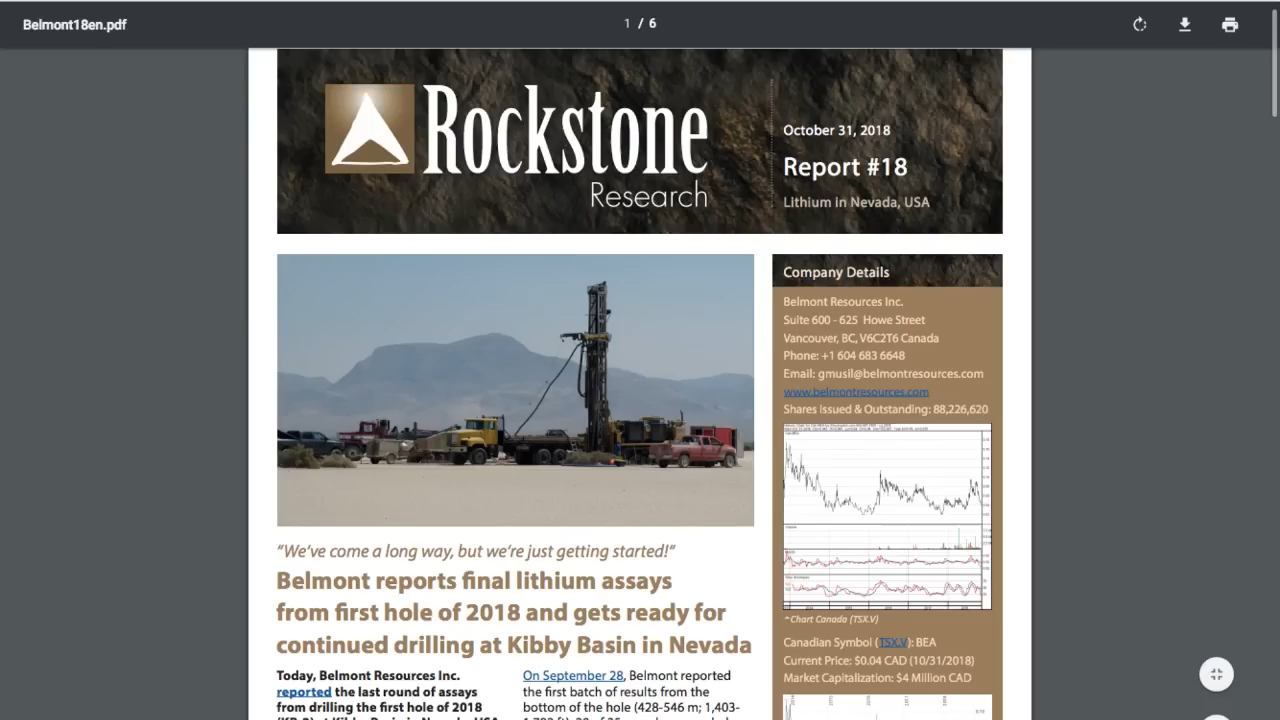 Belmont18en.pdf
1 / 6
Rockstone
Research
October 31, 2018
Report #18
Lithium in Nevada, USA
"We've come a long way, but we're just getting started!"
Belmont reports final lithium assays
from first hole of 2018 and gets ready for
continued drilling at Kibby Basin in Nevada
Today, Belmont Resources Inc.
reported the last round of assays
from drilling the first hole of 2018
On September 28, Belmont reported
the first batch of results from the
bottom of the hole (428-546 m; 1,403-
Company Details
Belmont Resources Inc.
Suite 600 - 625 Howe Street
Vancouver, BC, V6C2T6 Canada
Phone: +1 604 683 6648
Email: gmusil@belmontresources.com
www.belmontresources.com
Shares Issued & Outstanding: 88,226,620
^Chart Canada (TSX.V)
Canadian Symbol (TSX.V): BEA
Current Price: $0.04 CAD (10/31/2018)
Market Capitalization: $4 Million CAD